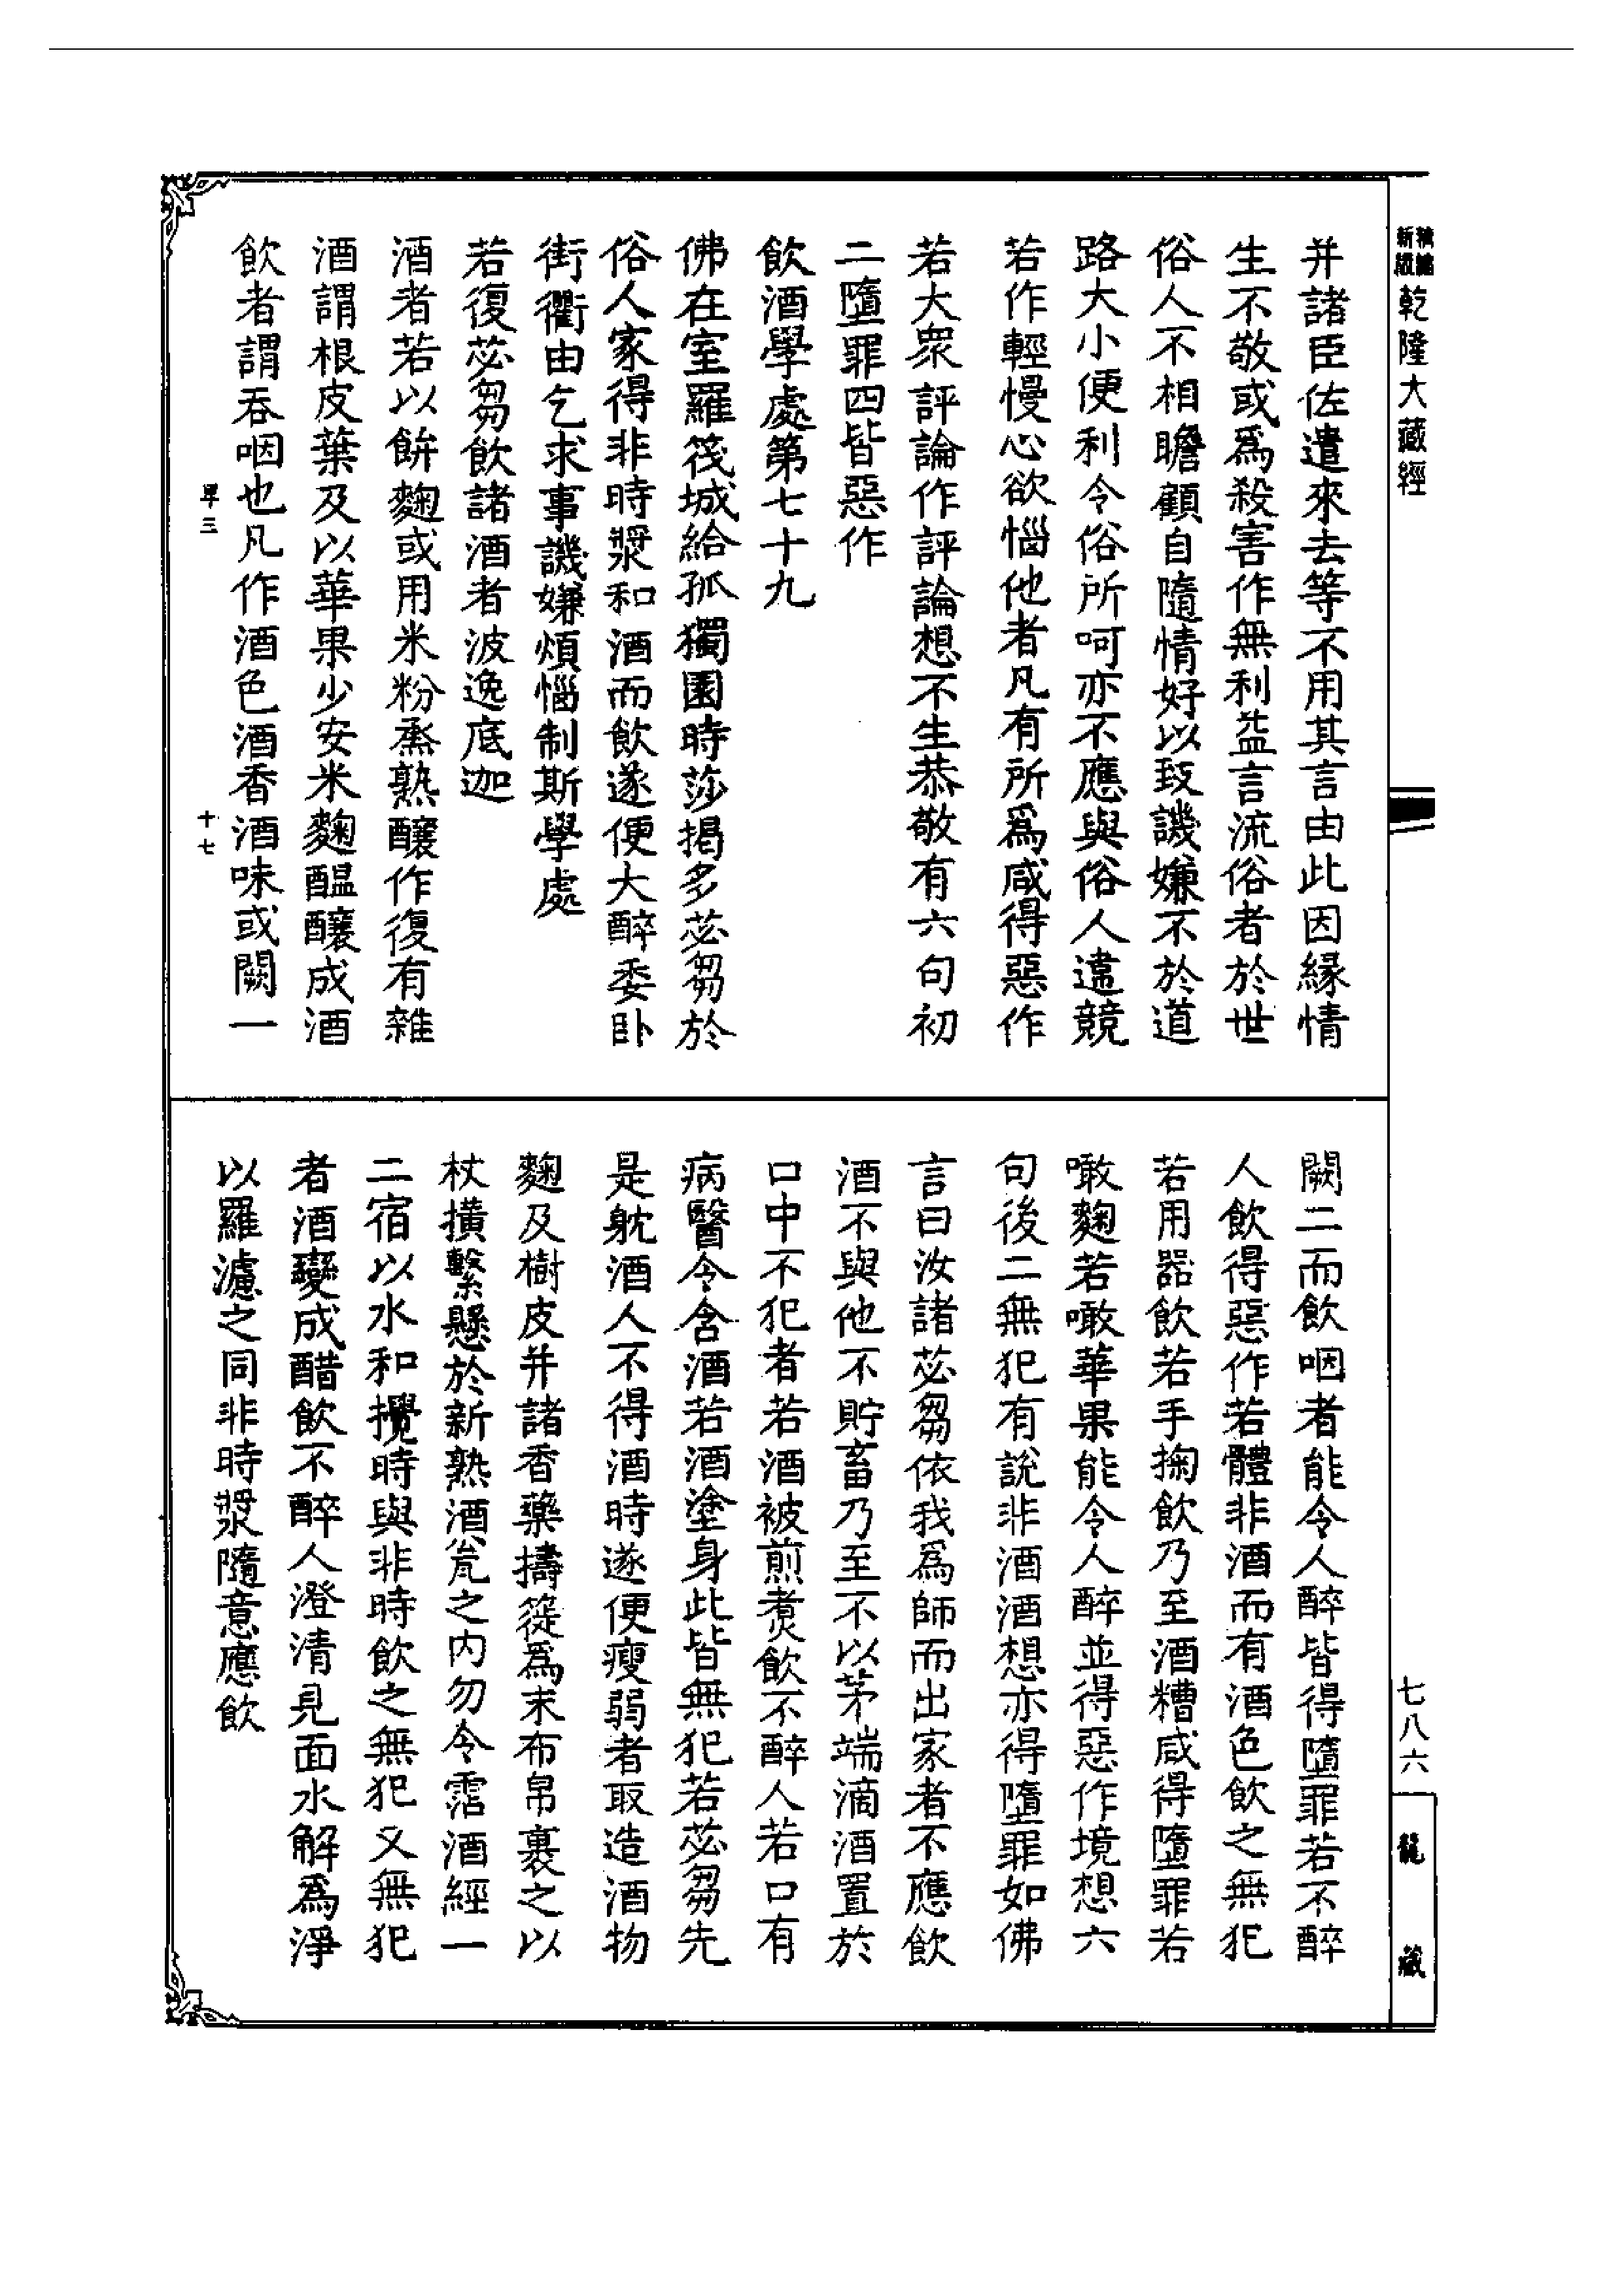 精縮
新版
乾隆大藏經
并諸臣佐遣來去等不用其言由此因緣情
生不敬或爲殺害作無利益言流俗者於世
俗人不相瞻顧自隨情好以致譏嫌不於道
路大小便利令俗所呵亦不應與俗人違競
若作輕慢心欲惱他者凡有所爲咸得惡作
若大衆評論作評論想不生恭敬有六句初
二墮罪四皆惡作
飲酒學處第七十九
佛在室羅筏城給孤獨園時莎揭多苾芻於
俗人家得非時漿和酒而飲遂便大醉委卧
街衢由乞求事譏嫌煩惱制斯學處
若復苾芻飲諸酒者波逸底迦
酒者若以餅麴或用米粉烝熟釀作復有雜
酒謂根皮葉及以華果少安米麴醞釀成酒
飲者謂吞咽也凡作酒色酒香酒味或闕一
單三
十七
闕二而飲咽者能令人醉皆得墮罪若不醉
人飲得惡作若體非酒而有酒色飲之無犯
若用器飲若手掬飲乃至酒糟咸得墮罪若
噉麴若噉華果能令人醉並得惡作境想六
句後二無犯有說非酒酒想亦得墮罪如佛
言曰汝諸苾芻依我爲師而出家者不應飲
酒不與他不貯畜乃至不以茅端滴酒置於
口中不犯者若酒被煎煑飲不醉人若口有
病醫令含酒若酒塗身此皆無犯若苾芻先
是躭酒人不得酒時遂便瘦弱者取造酒物
麴及樹皮并諸香藥擣篵爲末布帛裹之以
杖橫繫懸於新熟酒瓮之内勿令霑酒經一
二宿以水和攪時與非時飲之無犯又無犯
者酒變成醋飲不醉人澄清見面水解爲淨
以羅濾之同非時漿隨意應飲
七八六
龍藏